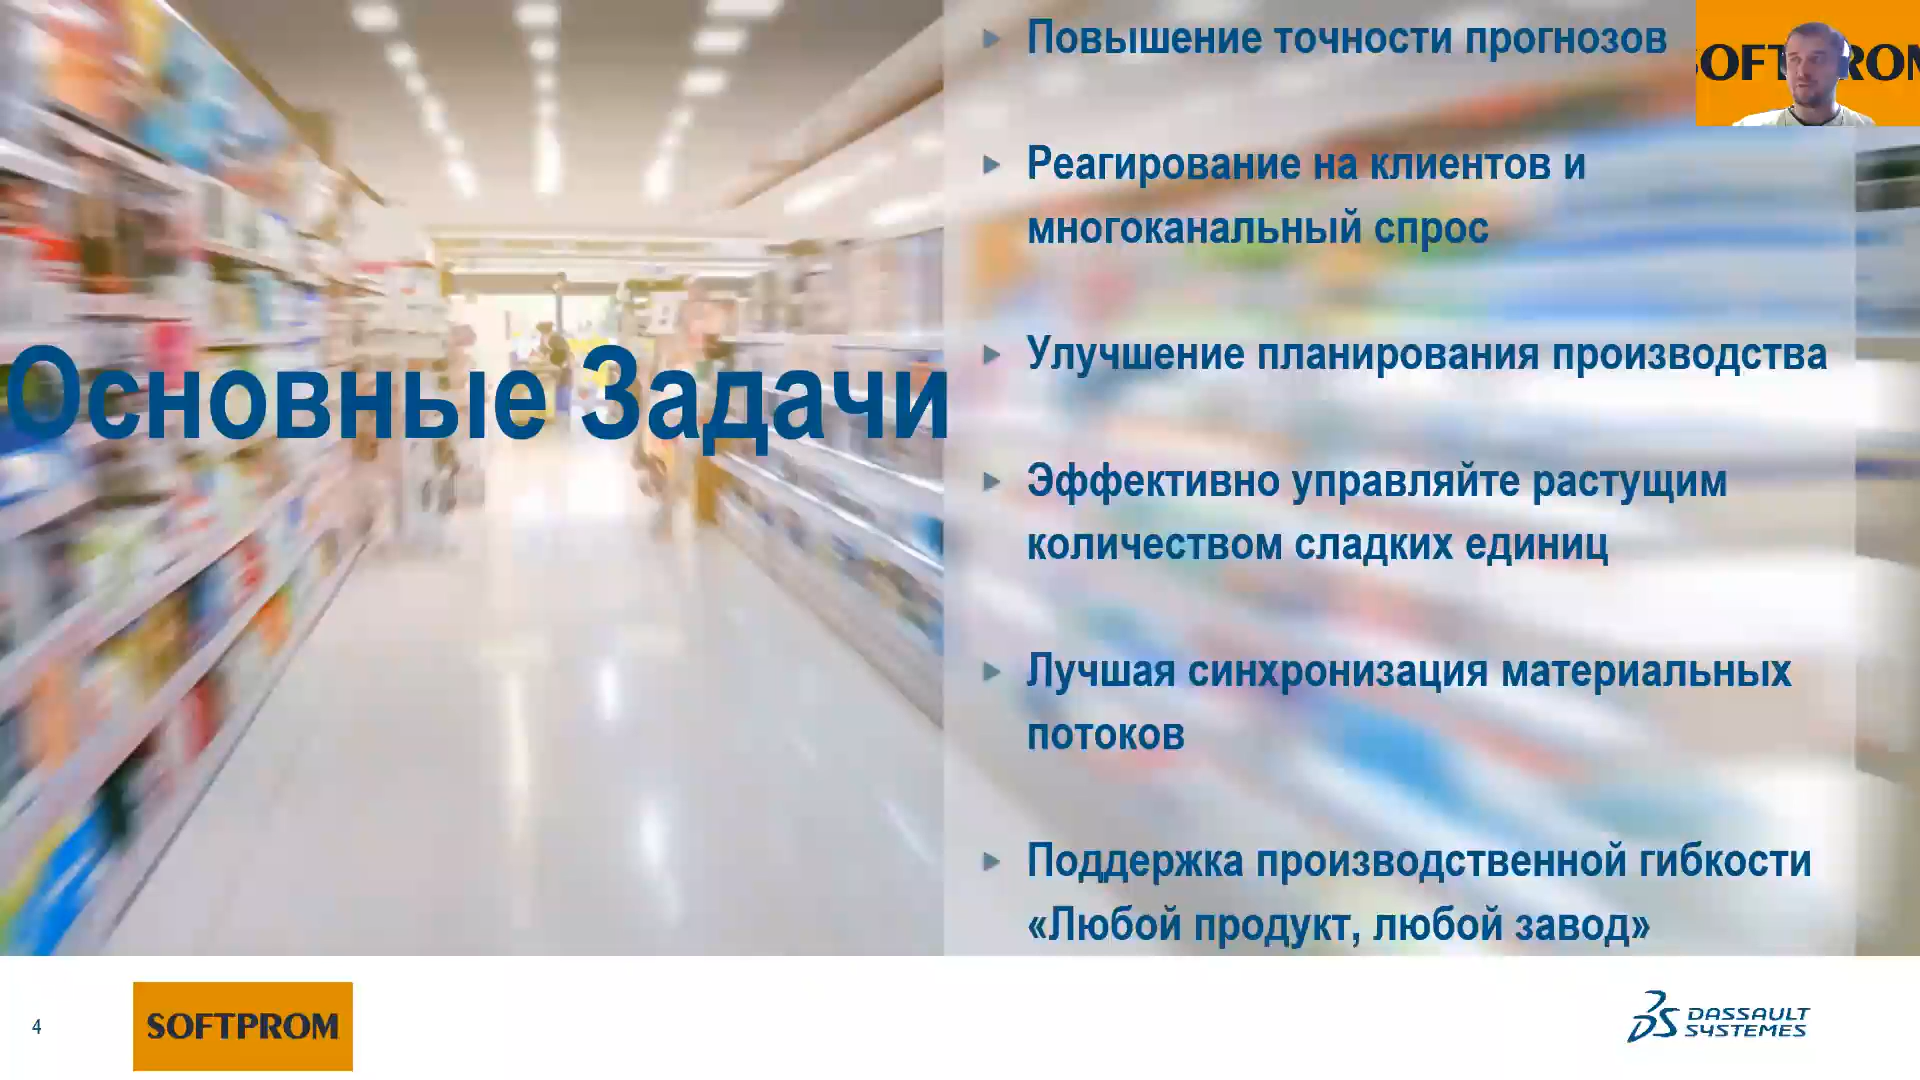 Основные Задачи
Повышение точности прогнозов
Реагирование на клиентов и
многоканальный спрос
Улучшение планирования производства
Эффективно управляйте растущим
количеством сладких единиц
Лучшая синхронизация материальных
потоков
Поддержка производственной гибкости
«Любой продукт, любой завод»
4
SOFTPROM
DASSAULT
SYSTEMES